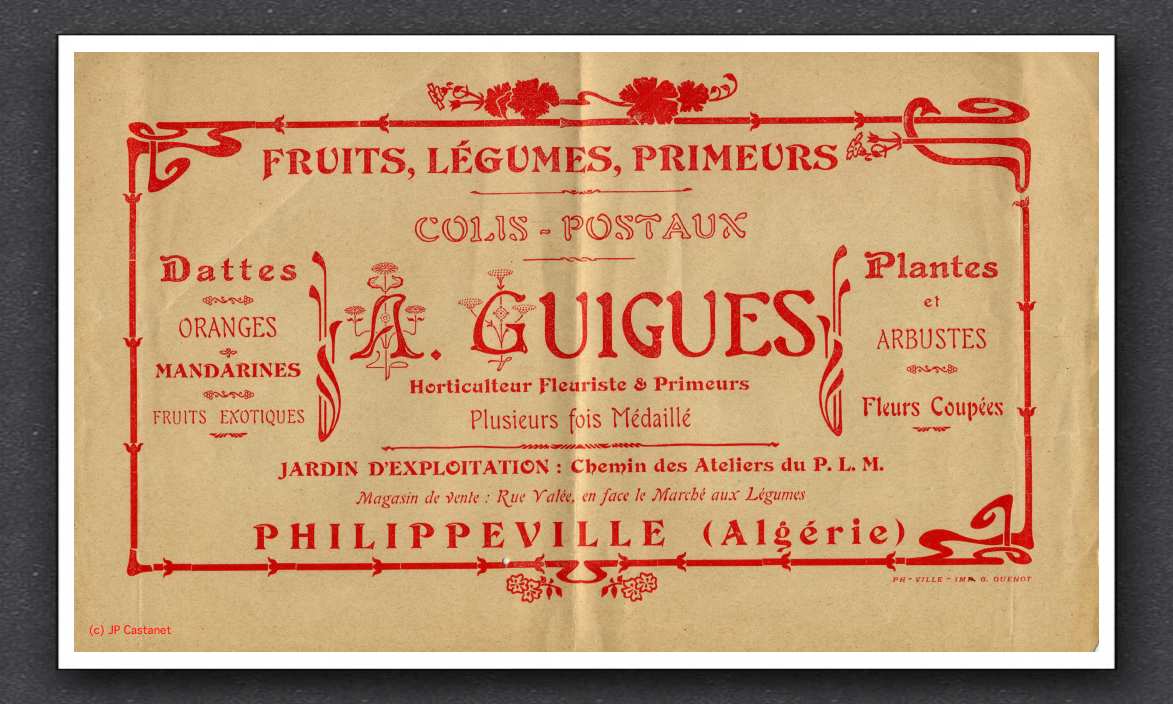 FRUITS, LÉGUMES, PRIMEURS
COLIS - POSTAUX
Dattes
ORANGES
MANDARINES
FRUITS EXOTIQUES
A. GUIGUES
Horticulteur Fleuriste & Primeurs
Plusieurs fois Médaillé
Plantes
et
ARBUSTES
Fleurs Coupées
JARDIN D'EXPLOITATION : Chemin des Ateliers du P. L. M.
Magasin de vente : Rue Valée, en face le Marché aux Légumes
PHILIPPEVILLE (Algérie)
PH-VILLE - IMP. G. GUENOT
(c) JP Castanet